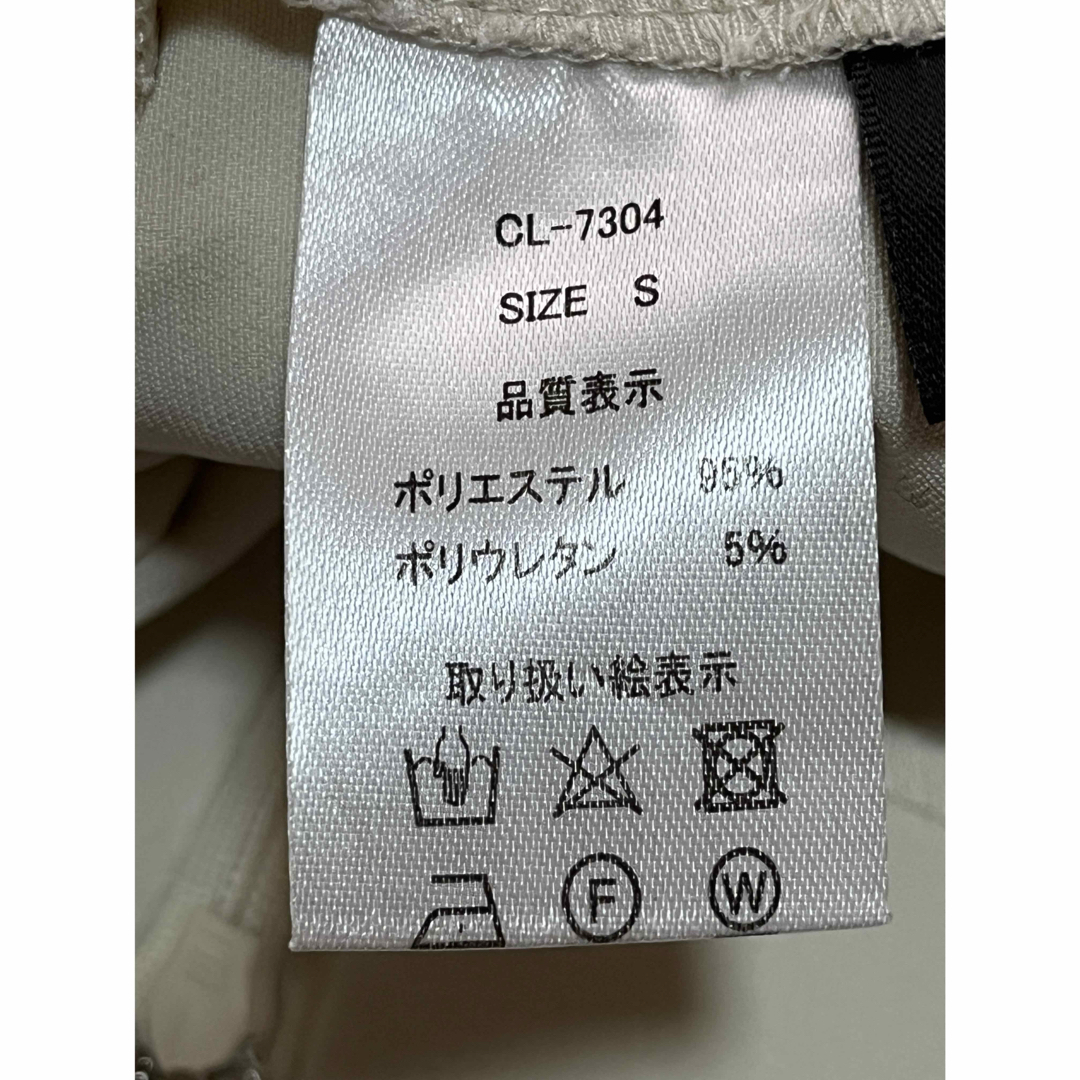 CL-7304
SIZE S
品質表示
ポリエステル 95%
ポリウレタン 5%
取り扱い絵表示
F W